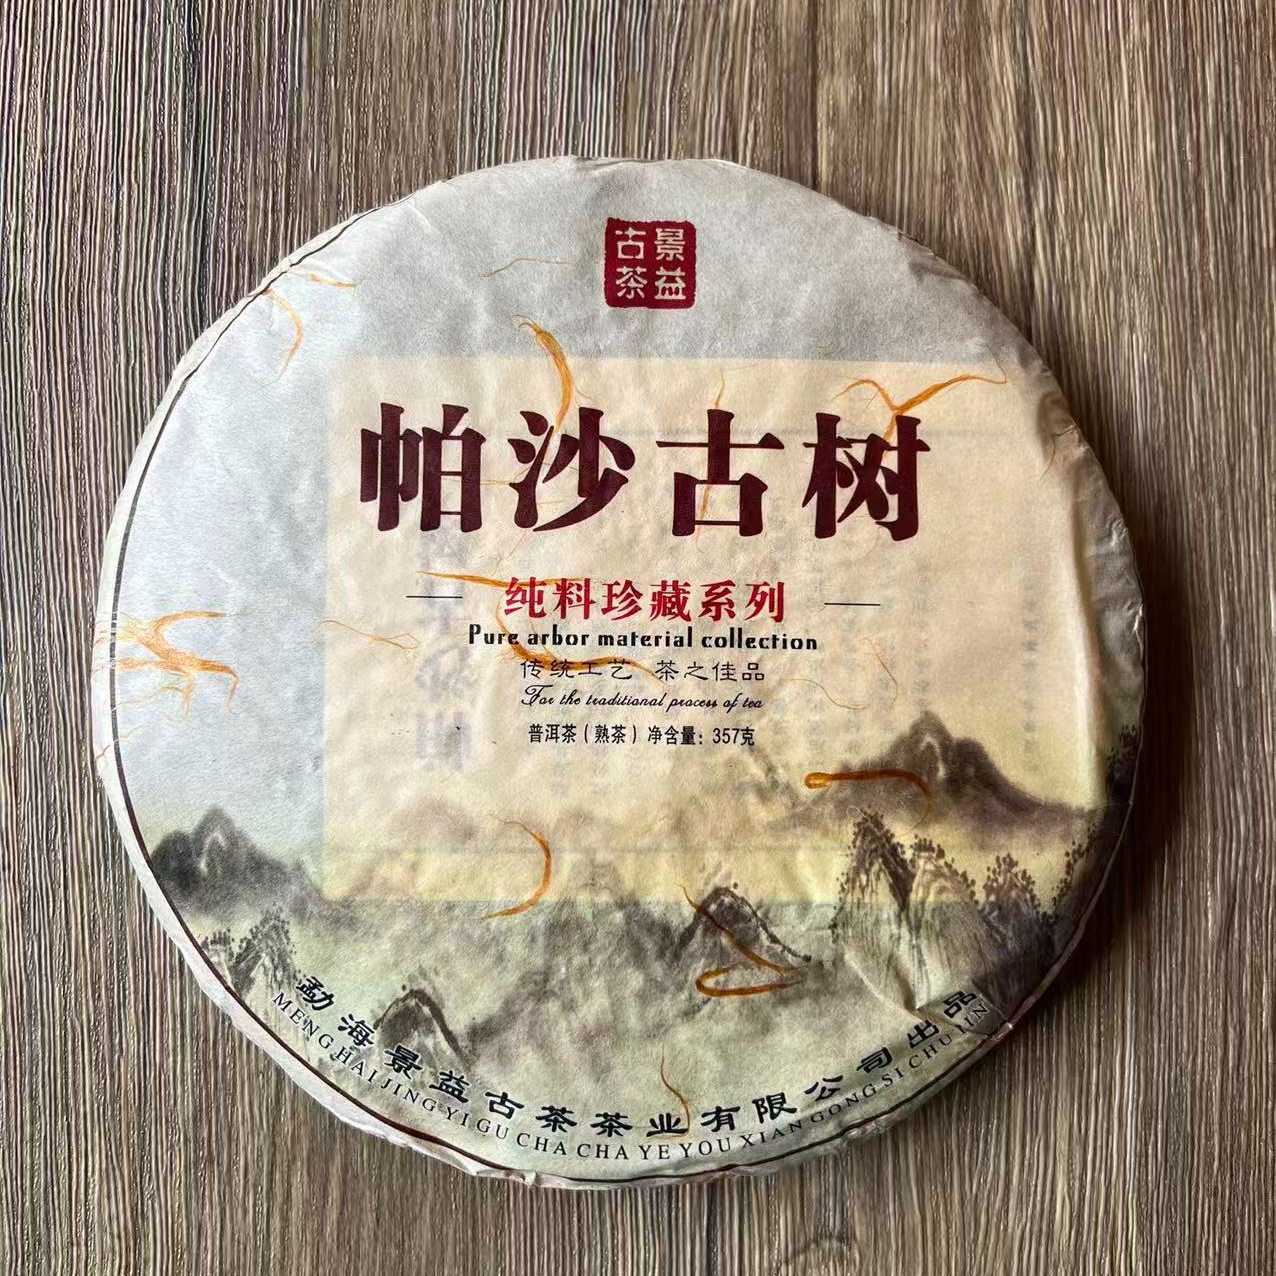 景益
古茶
帕沙古树
纯料珍藏系列
Pure arbor material collection
传统工艺 茶之佳品
For the traditional process of tea
普洱茶（熟茶）净含量：357克
勐海景益古茶茶业有限公司出品
MENGHAI JING YI GU CHA CHA YE YOU XIAN GONG SI CHU PIN